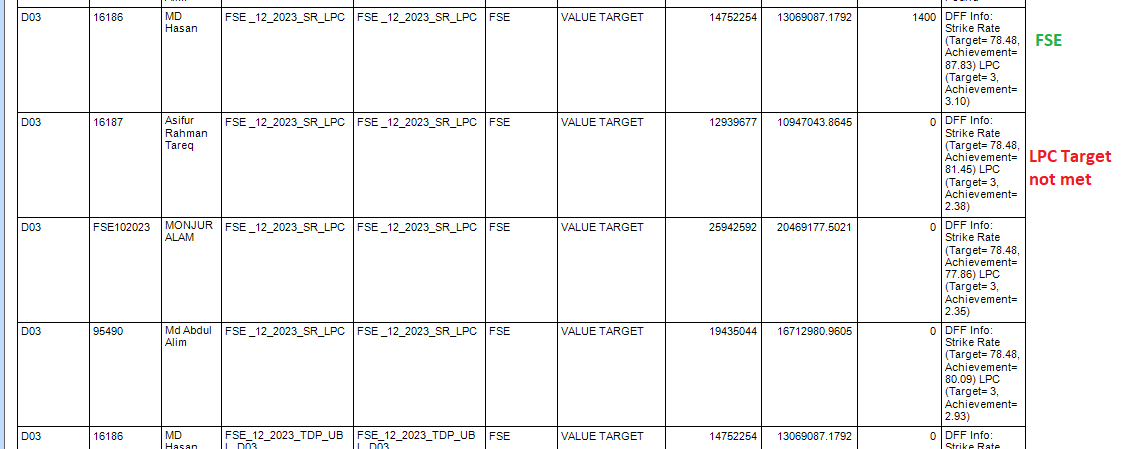 D03 16186 MD Hasan FSE _12_2023_SR_LPC FSE _12_2023_SR_LPC FSE VALUE TARGET 14752254 13069087.1792 1400 DFF Info: Strike Rate (Target= 78.48, Achievement= 87.83) LPC (Target= 3, Achievement= 3.10)
FSE
D03 16187 Asifur Rahman Tareq FSE _12_2023_SR_LPC FSE _12_2023_SR_LPC FSE VALUE TARGET 12939677 10947043.8645 0 DFF Info: Strike Rate (Target= 78.48, Achievement= 81.45) LPC (Target= 3, Achievement= 2.38)
LPC Target
not met
D03 FSE102023 MONJUR ALAM FSE _12_2023_SR_LPC FSE _12_2023_SR_LPC FSE VALUE TARGET 25942592 20469177.5021 0 DFF Info: Strike Rate (Target= 78.48, Achievement= 77.86) LPC (Target= 3, Achievement= 2.35)
D03 95490 Md Abdul Alim FSE _12_2023_SR_LPC FSE _12_2023_SR_LPC FSE VALUE TARGET 19435044 16712980.9605 0 DFF Info: Strike Rate (Target= 78.48, Achievement= 80.09) LPC (Target= 3, Achievement= 2.93)
D03 16186 MD Hasan FSE_12_2023_TDP_UB L_D03 FSE_12_2023_TDP_UB L_D03 FSE VALUE TARGET 14752254 13069087.1792 0 DFF Info: Strike Rate